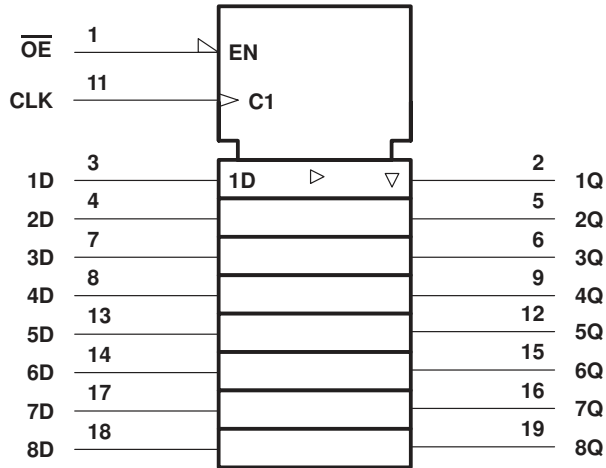 OE 1 EN
CLK 11 C1
1D 3 1D 2 1Q
2D 4 5 2Q
3D 7 6 3Q
4D 8 9 4Q
5D 13 12 5Q
6D 14 15 6Q
7D 17 16 7Q
8D 18 19 8Q